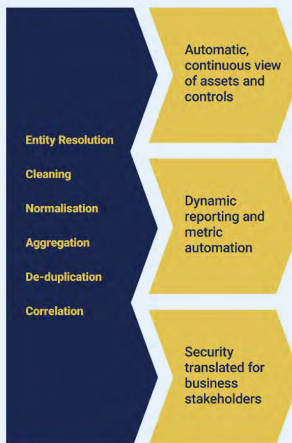 Entity Resolution
Cleaning
Normalisation
Aggregation
De-duplication
Correlation
Automatic,
continuous view
of assets and
controls
Dynamic
reporting and
metric
automation
Security
translated for
business
stakeholders